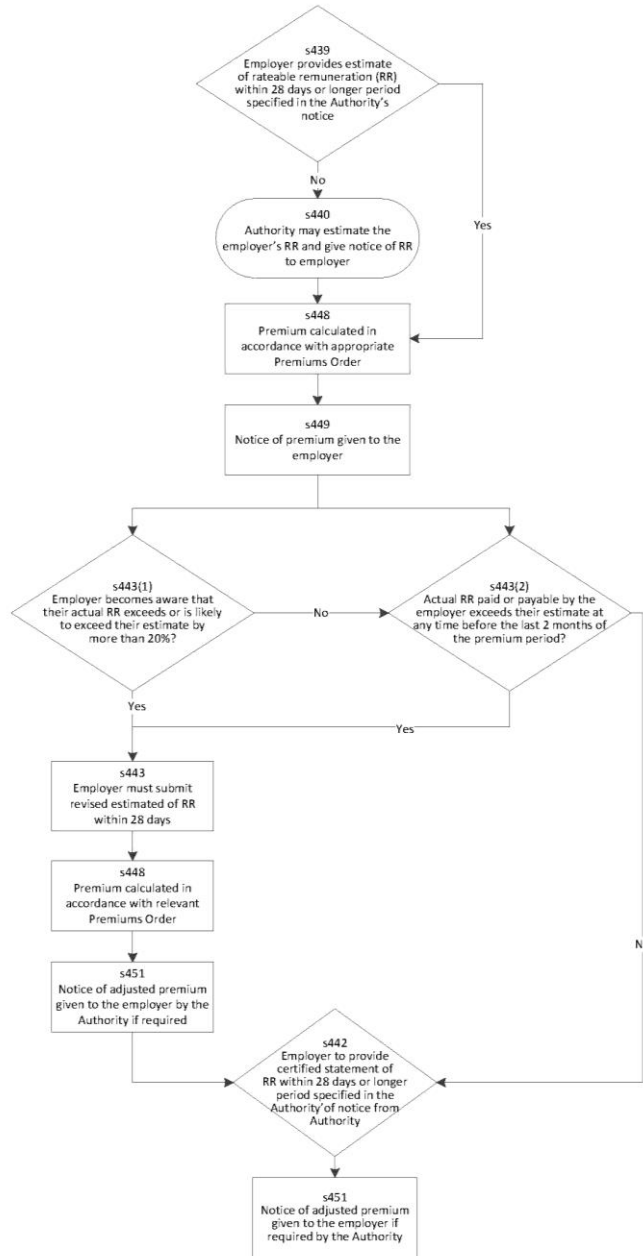 s439
Employer provides estimate
of rateable remuneration (RR)
within 28 days or longer period
specified in the Authority's
notice
No
Yes
s440
Authority may estimate the
employer's RR and give notice of RR
to employer
s448
Premium calculated in
accordance with appropriate
Premiums Order
s449
Notice of premium given to the
employer
s443(1)
Employer becomes aware that
their actual RR exceeds or is likely
to exceed their estimate by
more than 20%?
No
s443(2)
Actual RR paid or payable by the
employer exceeds their estimate at
any time before the last 2 months of
the premium period?
Yes
Yes
s443
Employer must submit
revised estimated of RR
within 28 days
s448
Premium calculated in
accordance with relevant
Premiums Order
N
s451
Notice of adjusted premium
given to the employer by the
Authority if required
s442
Employer to provide
certified statement of
RR within 28 days or longer
period specified in the
Authority'of notice from
Authority
s451
Notice of adjusted premium
given to the employer if
required by the Authority